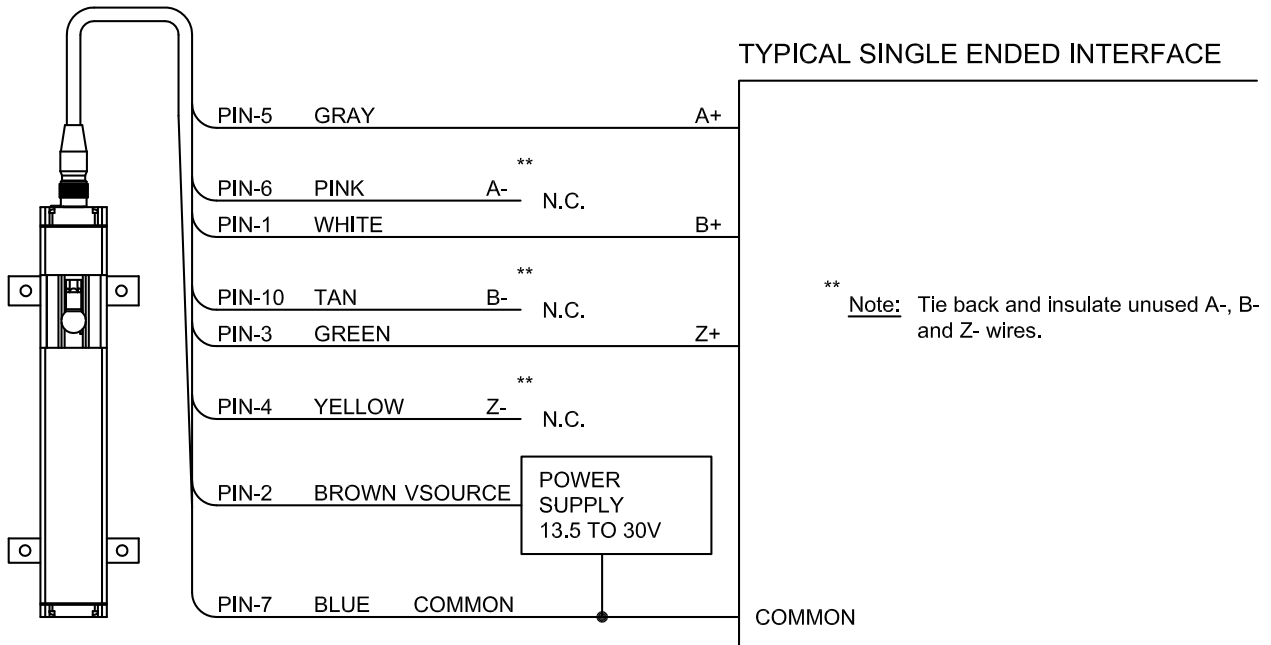 TYPICAL SINGLE ENDED INTERFACE
PIN-5 GRAY A+
**
PIN-6 PINK A- N.C.
PIN-1 WHITE B+
**
PIN-10 TAN B- N.C.
PIN-3 GREEN Z+
**
Note: Tie back and insulate unused A-, B-
and Z- wires.
**
PIN-4 YELLOW Z- N.C.
PIN-2 BROWN VSOURCE
POWER
SUPPLY
13.5 TO 30V
PIN-7 BLUE COMMON
COMMON